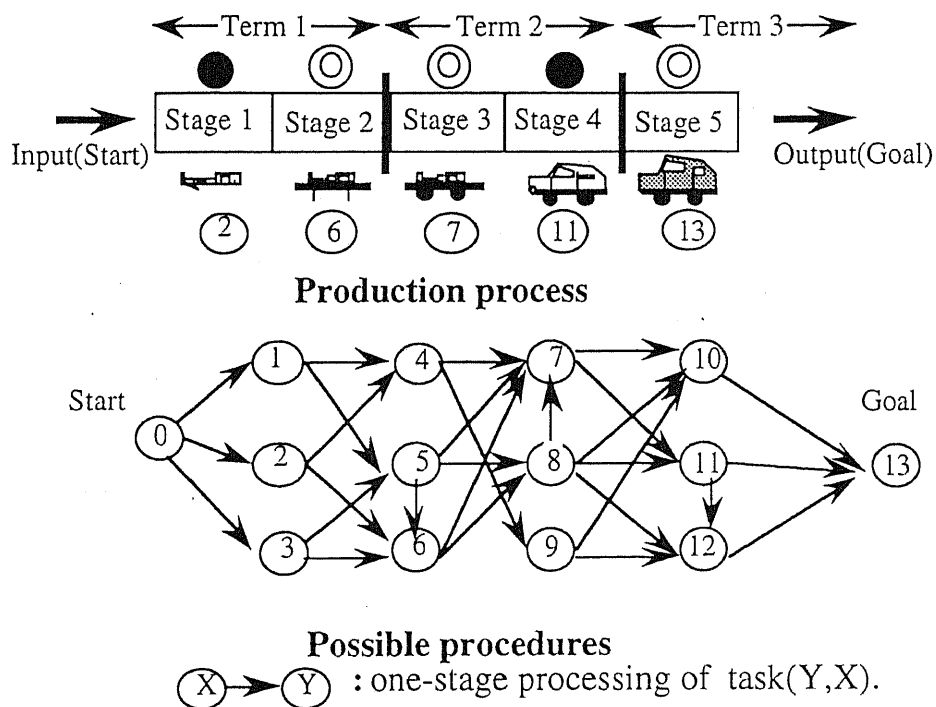 Term 1 Term 2 Term 3
Stage 1 Stage 2 Stage 3 Stage 4 Stage 5
Input(Start) Output(Goal)
2 6 7 11 13
Production process
Start Goal
1 4 7 10
0
2 5 8 11 13
3 6 9 12
Possible procedures
X Y : one-stage processing of task(Y,X).